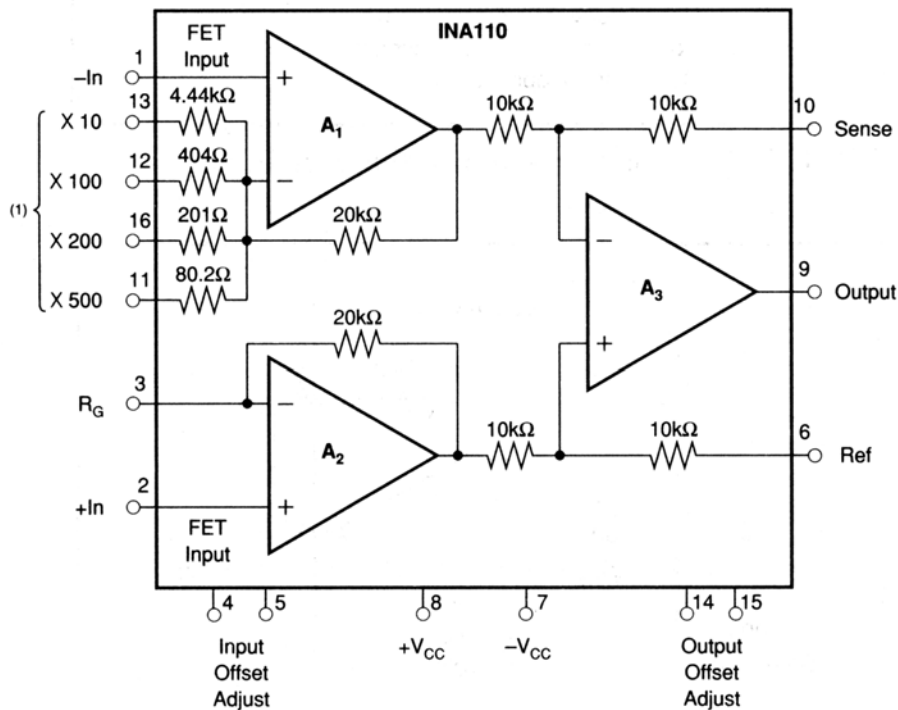 INA110
FET
Input
1
–In
13
4.44kΩ
X 10
12
404Ω
X 100
(1)
16
201Ω
X 200
11
80.2Ω
X 500
+
A1
–
20kΩ
10kΩ
10kΩ
10
Sense
–
A3
+
9
Output
20kΩ
3
RG
–
A2
+
10kΩ
10kΩ
6
Ref
2
+In
FET
Input
4
5
8
7
14
15
Input
Offset
Adjust
+VCC
–VCC
Output
Offset
Adjust